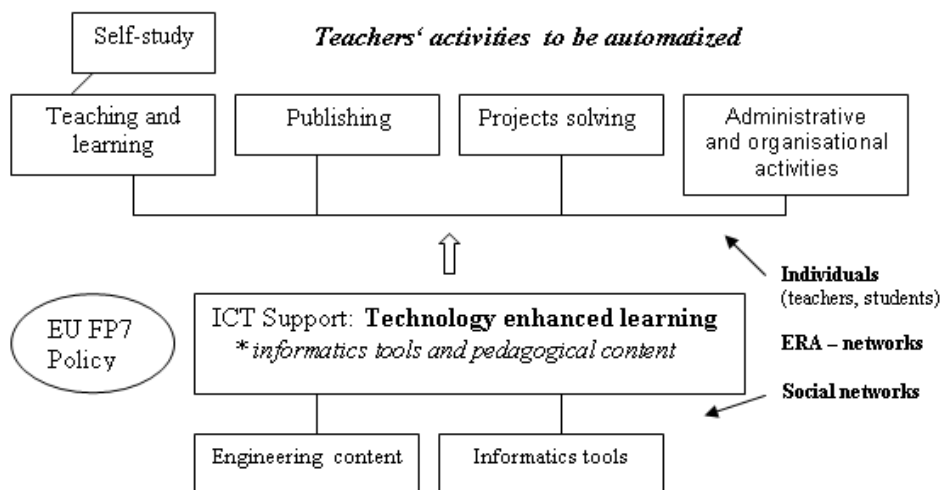 Self-study
Teachers‘ activities to be automatized
Teaching and
learning
Publishing
Projects solving
Administrative
and organisational
activities
Individuals
(teachers, students)
ERA – networks
Social networks
EU FP7
Policy
ICT Support: Technology enhanced learning
* informatics tools and pedagogical content
Engineering content
Informatics tools